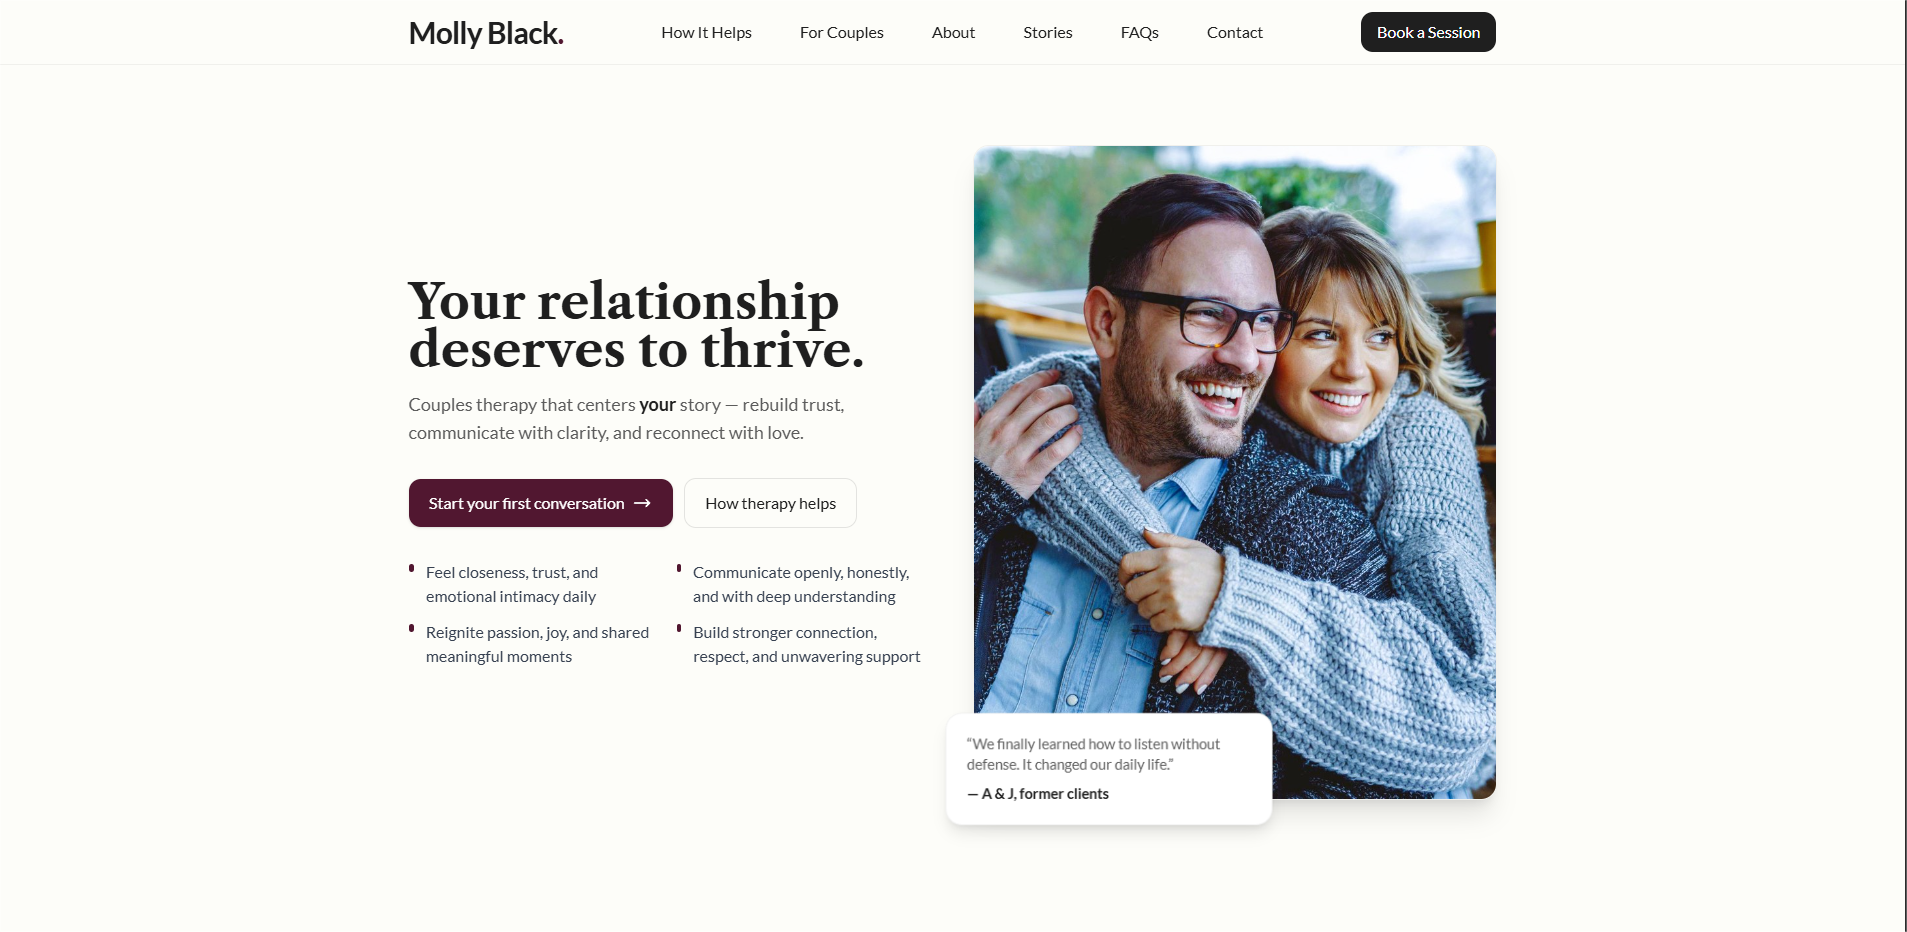 Molly Black.
How It Helps
For Couples
About
Stories
FAQs
Contact
Book a Session
Your relationship
deserves to thrive.
Couples therapy that centers your story — rebuild trust,
communicate with clarity, and reconnect with love.
Start your first conversation →
How therapy helps
Feel closeness, trust, and
emotional intimacy daily
Communicate openly, honestly,
and with deep understanding
Reignite passion, joy, and shared
meaningful moments
Build stronger connection,
respect, and unwavering support
“We finally learned how to listen without
defense. It changed our daily life.”
— A & J, former clients